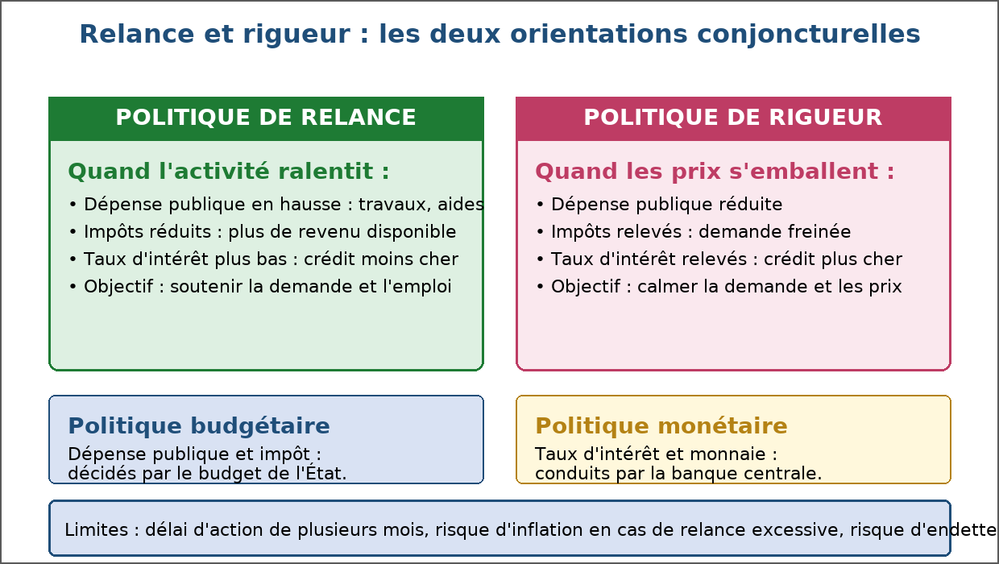 Relance et rigueur : les deux orientations conjoncturelles
POLITIQUE DE RELANCE
Quand l'activité ralentit :
• Dépense publique en hausse : travaux, aides
• Impôts réduits : plus de revenu disponible
• Taux d'intérêt plus bas : crédit moins cher
• Objectif : soutenir la demande et l'emploi
POLITIQUE DE RIGUEUR
Quand les prix s'emballent :
• Dépense publique réduite
• Impôts relevés : demande freinée
• Taux d'intérêt relevés : crédit plus cher
• Objectif : calmer la demande et les prix
Politique budgétaire
Dépense publique et impôt :
décidés par le budget de l'État.
Politique monétaire
Taux d'intérêt et monnaie :
conduits par la banque centrale.
Limites : délai d'action de plusieurs mois, risque d'inflation en cas de relance excessive, risque d'endette